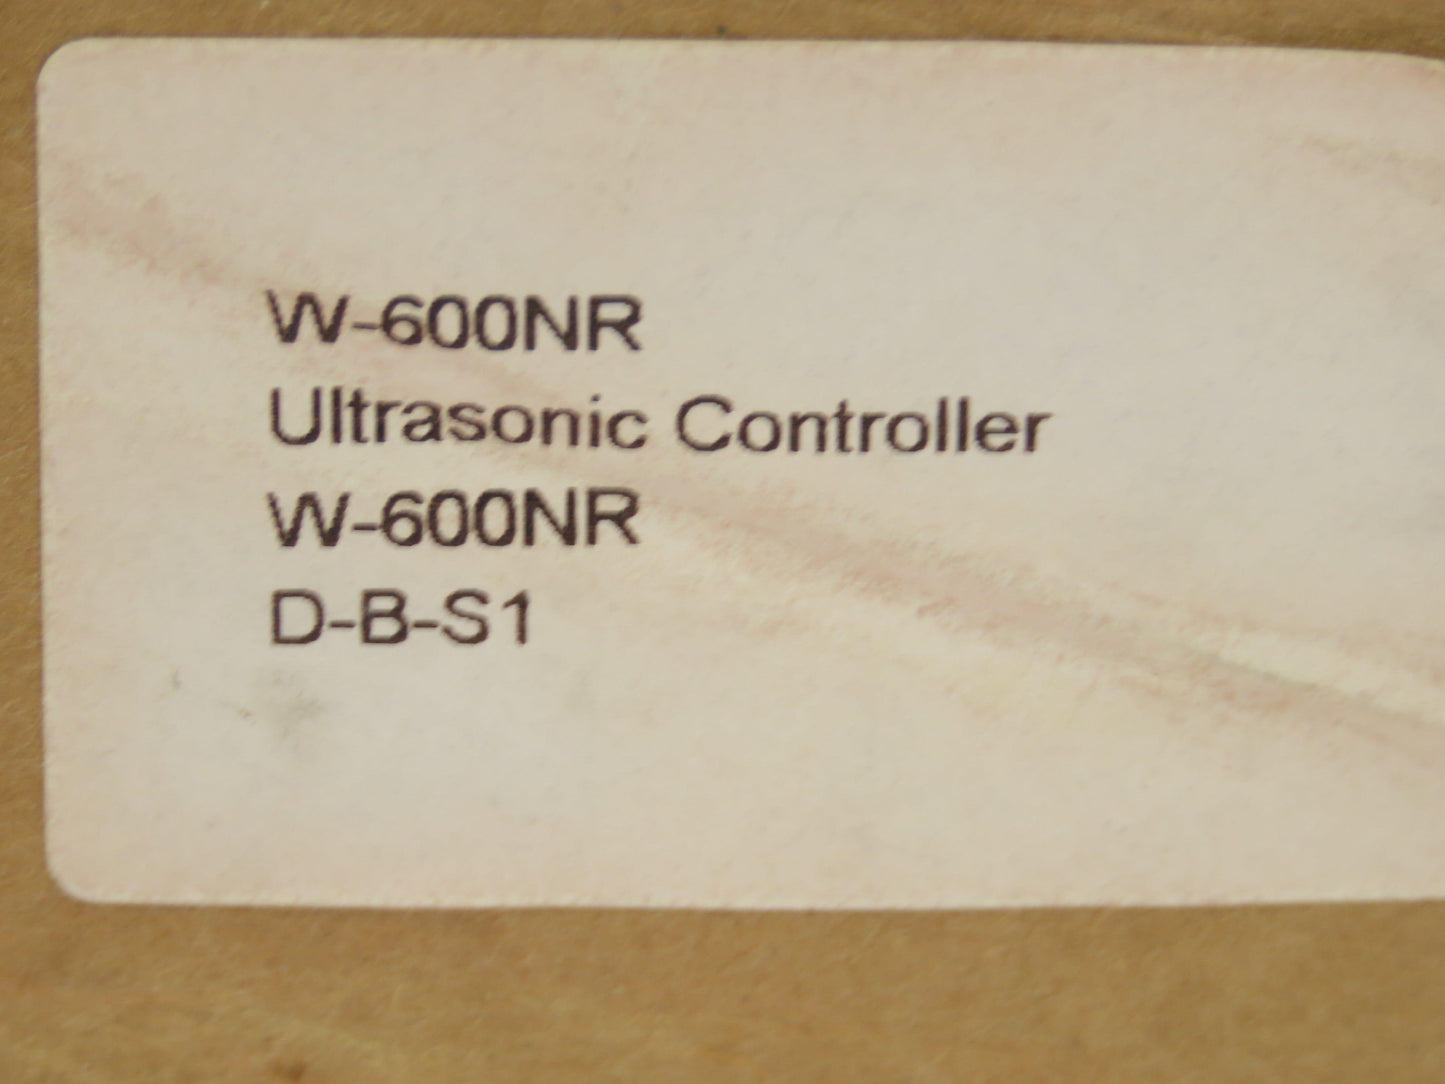 W-600NR
Ultrasonic Controller
W-600NR
D-B-S1